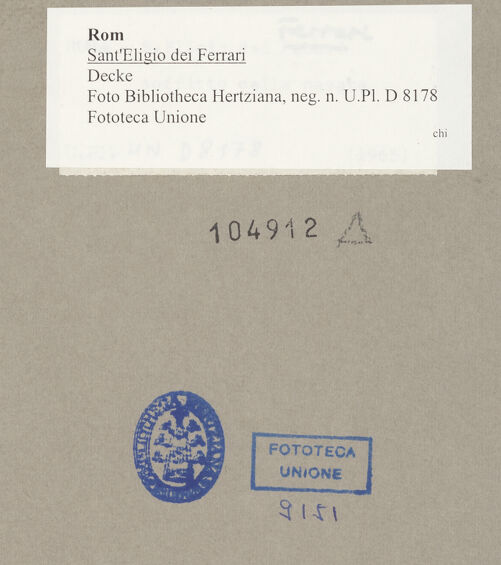 Rom
Sant'Eligio dei Ferrari
Decke
Foto Bibliotheca Hertziana, neg. n. U.Pl. D 8178
Fototeca Unione
chi
104912
FOTOTECA
UNIONE
9151